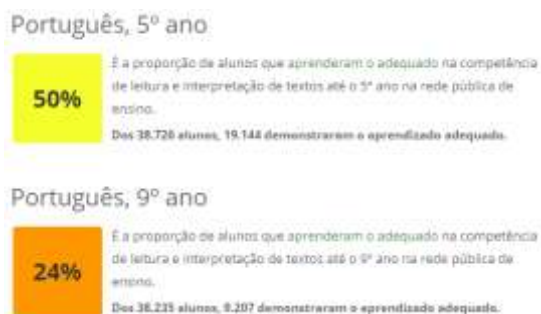 Português, 5º ano
50%
É a proporção de alunos que aprenderam o adequado na competência
de leitura e interpretação de textos até o 5º ano na rede pública de
ensino.
Dos 38.726 alunos, 19.144 demonstraram o aprendizado adequado.
Português, 9º ano
24%
É a proporção de alunos que aprenderam o adequado na competência
de leitura e interpretação de textos até o 9º ano na rede pública de
ensino.
Dos 38.235 alunos, 9.207 demonstraram o aprendizado adequado.